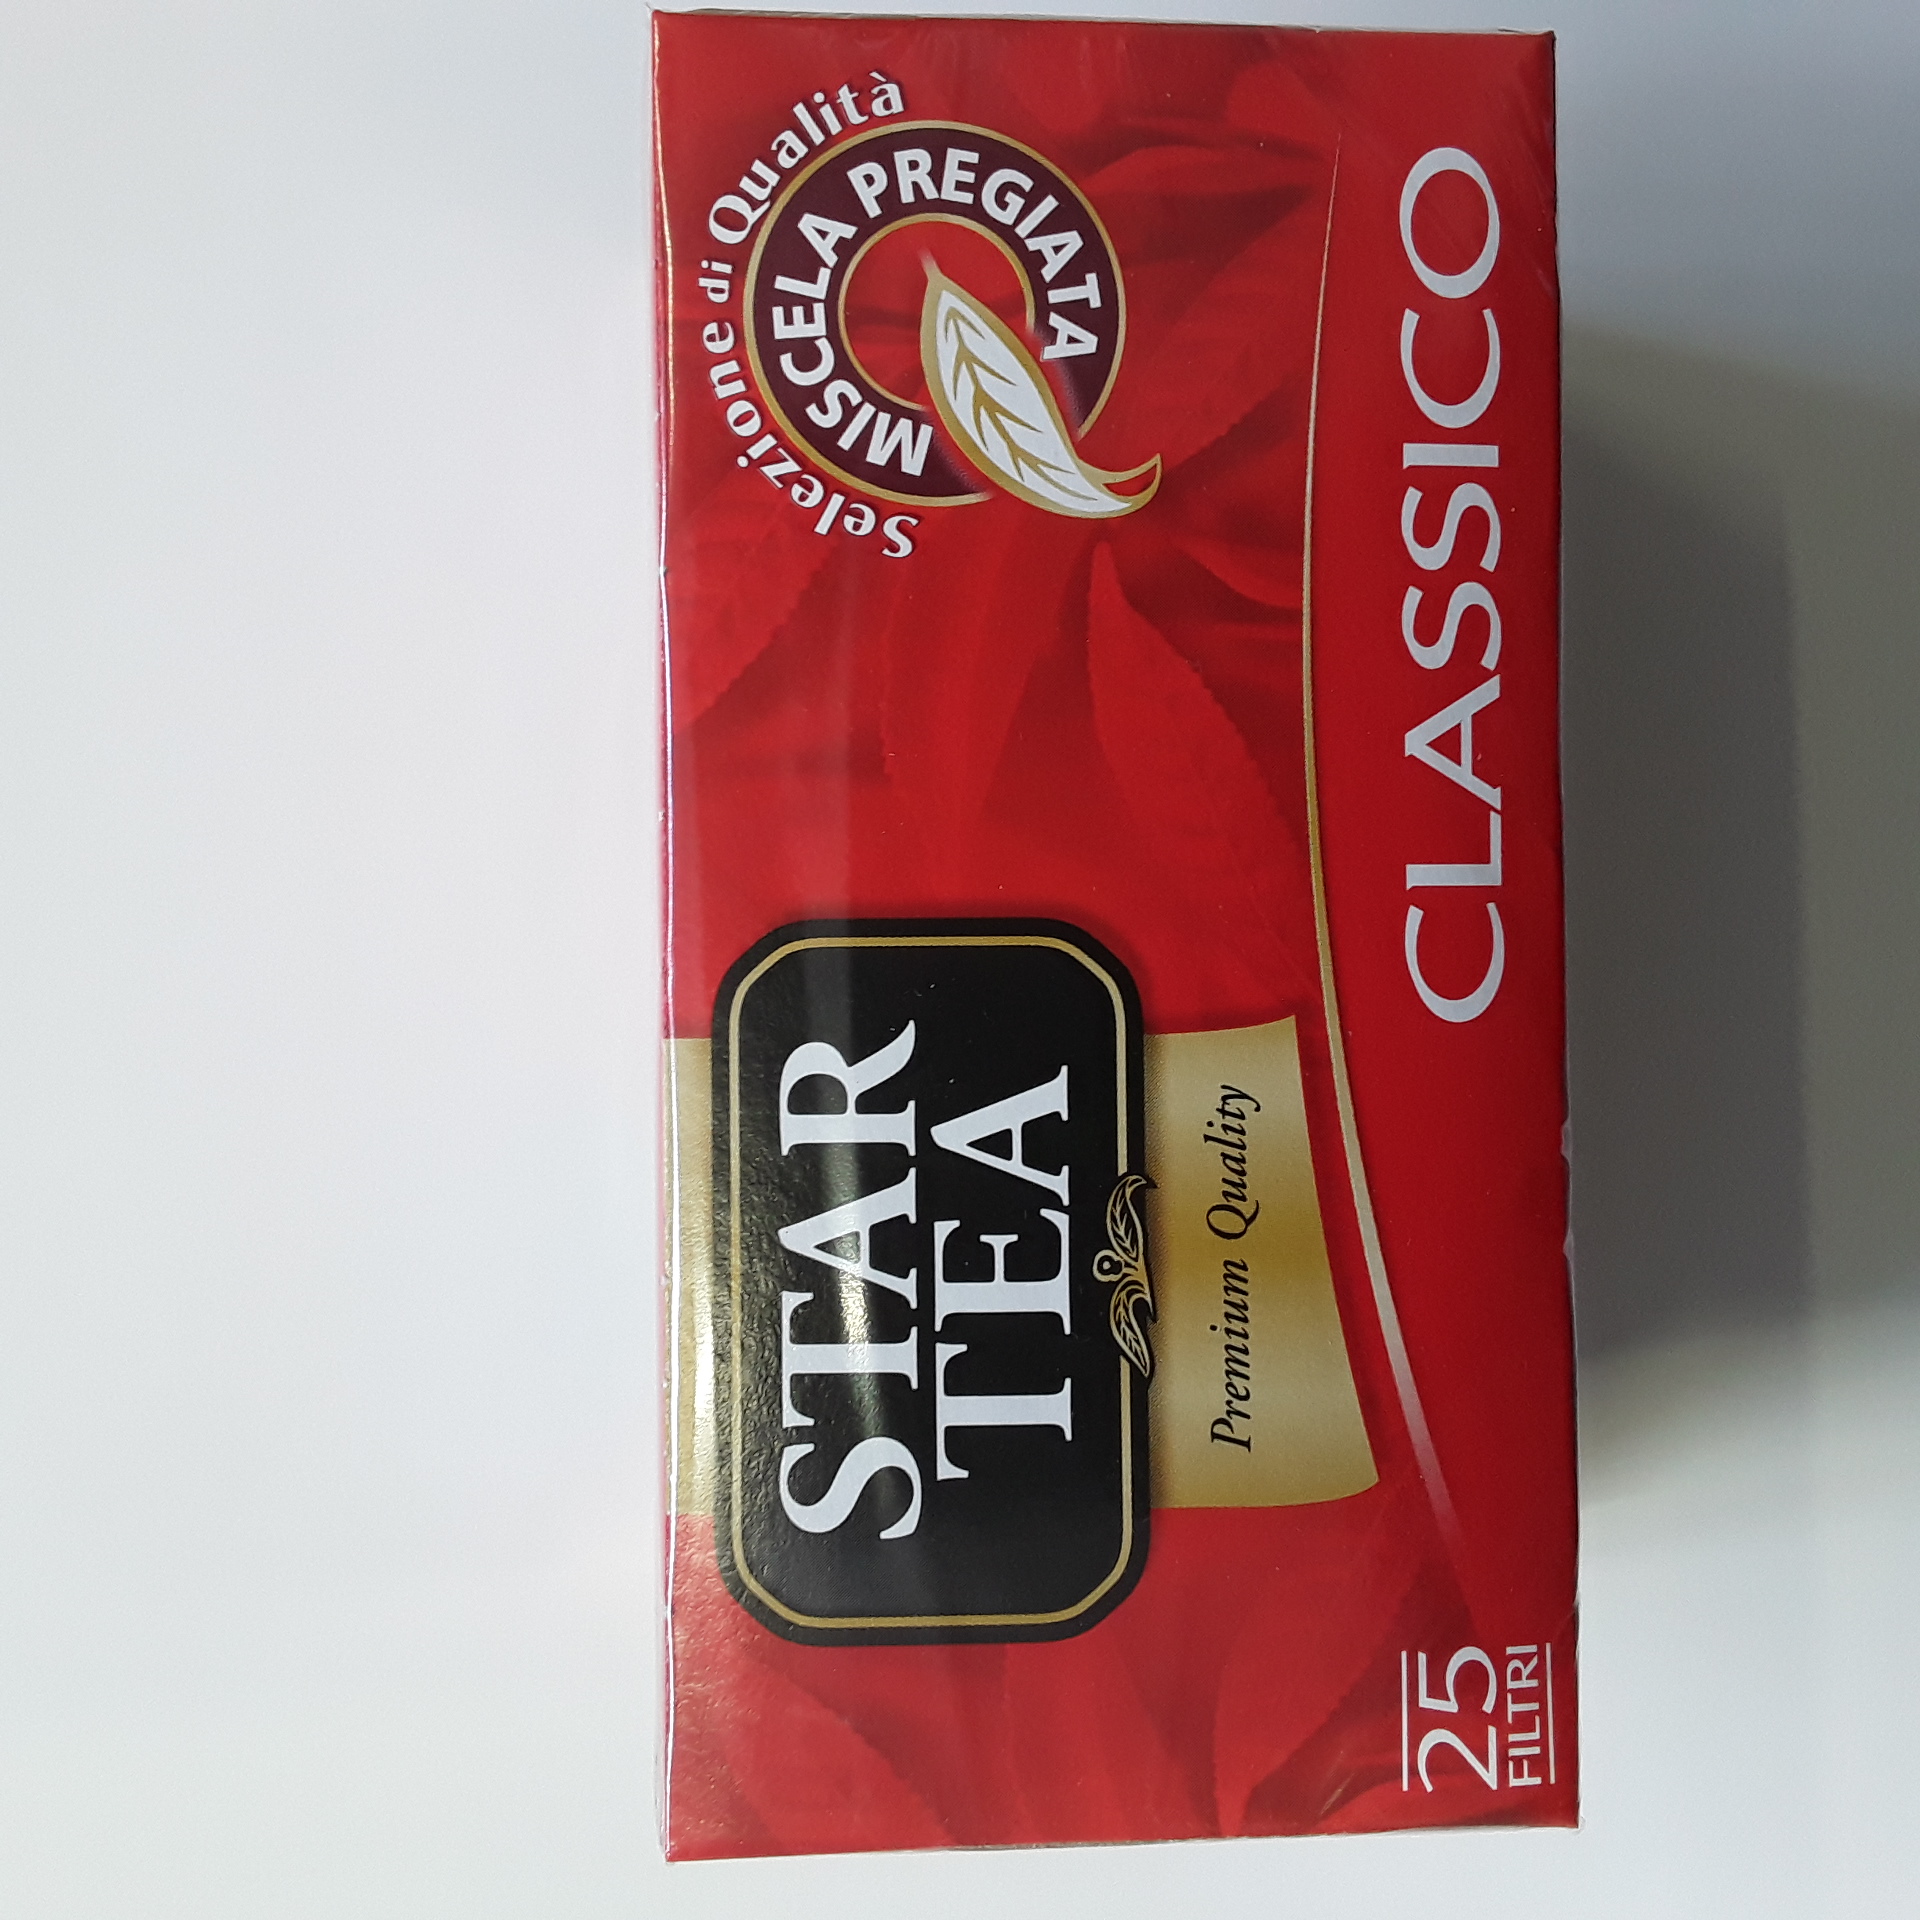 STAR
TEA
Premium Quality
Selezione di Qualità
MISCELA PREGIATA
CLASSICO
25
FILTRI